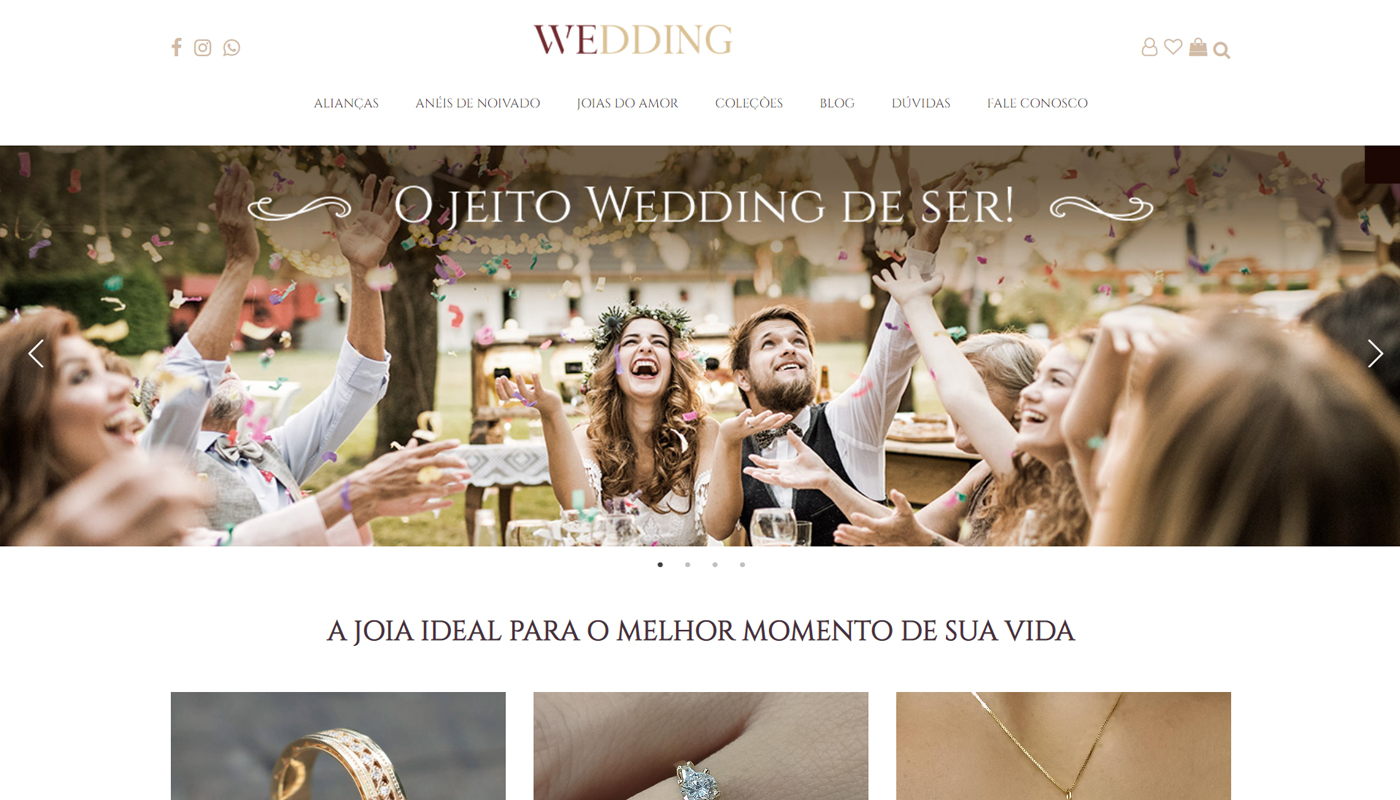 WEDDING
ALIANÇAS ANÉIS DE NOIVADO JOIAS DO AMOR COLEÇÕES BLOG DÚVIDAS FALE CONOSCO
O JEITO WEDDING DE SER!
A JOIA IDEAL PARA O MELHOR MOMENTO DE SUA VIDA